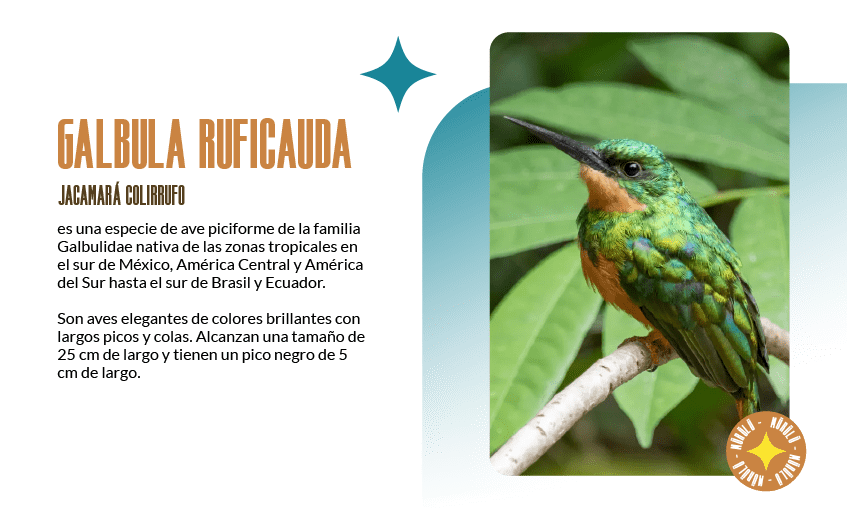 GALBULA RUFICAUDA
JACAMARÁ COLIRRUFO
es una especie de ave piciforme de la familia
Galbulidae nativa de las zonas tropicales en
el sur de México, América Central y América
del Sur hasta el sur de Brasil y Ecuador.
Son aves elegantes de colores brillantes con
largos picos y colas. Alcanzan una tamaño de
25 cm de largo y tienen un pico negro de 5
cm de largo.